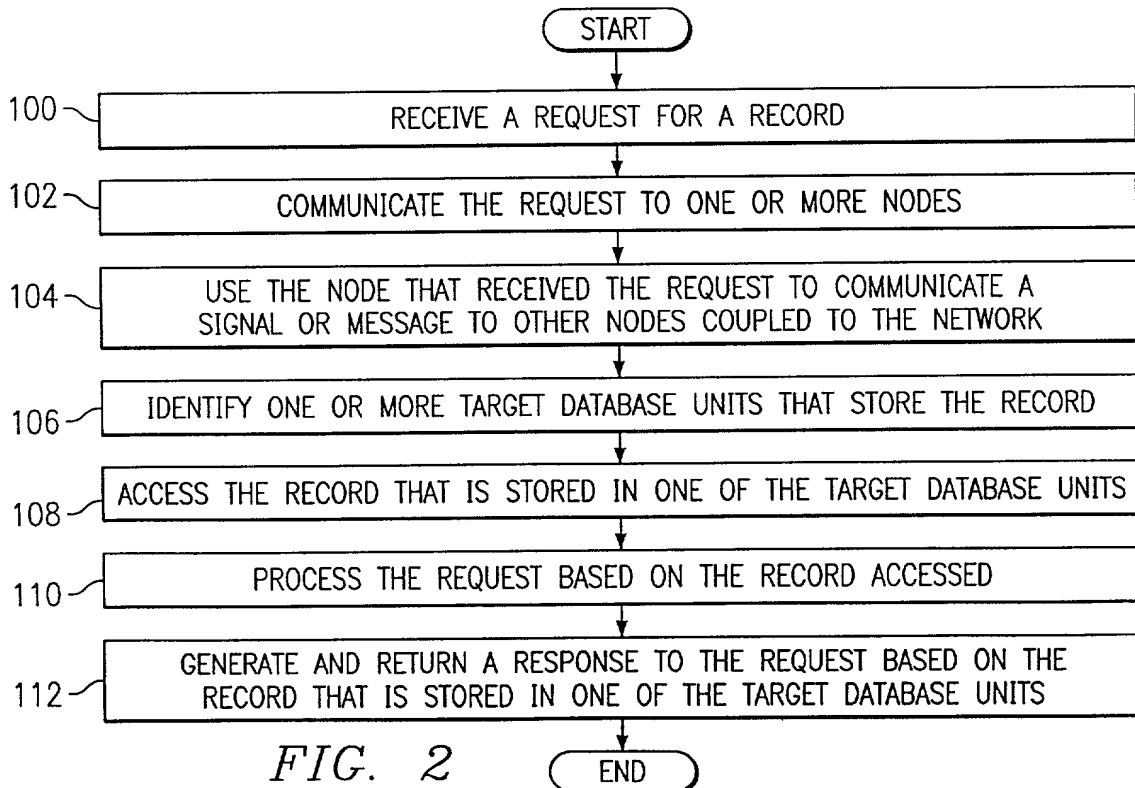 START
100
RECEIVE A REQUEST FOR A RECORD
102
COMMUNICATE THE REQUEST TO ONE OR MORE NODES
104
USE THE NODE THAT RECEIVED THE REQUEST TO COMMUNICATE A
SIGNAL OR MESSAGE TO OTHER NODES COUPLED TO THE NETWORK
106
IDENTIFY ONE OR MORE TARGET DATABASE UNITS THAT STORE THE RECORD
108
ACCESS THE RECORD THAT IS STORED IN ONE OF THE TARGET DATABASE UNITS
110
PROCESS THE REQUEST BASED ON THE RECORD ACCESSED
112
GENERATE AND RETURN A RESPONSE TO THE REQUEST BASED ON THE
RECORD THAT IS STORED IN ONE OF THE TARGET DATABASE UNITS
FIG. 2
END